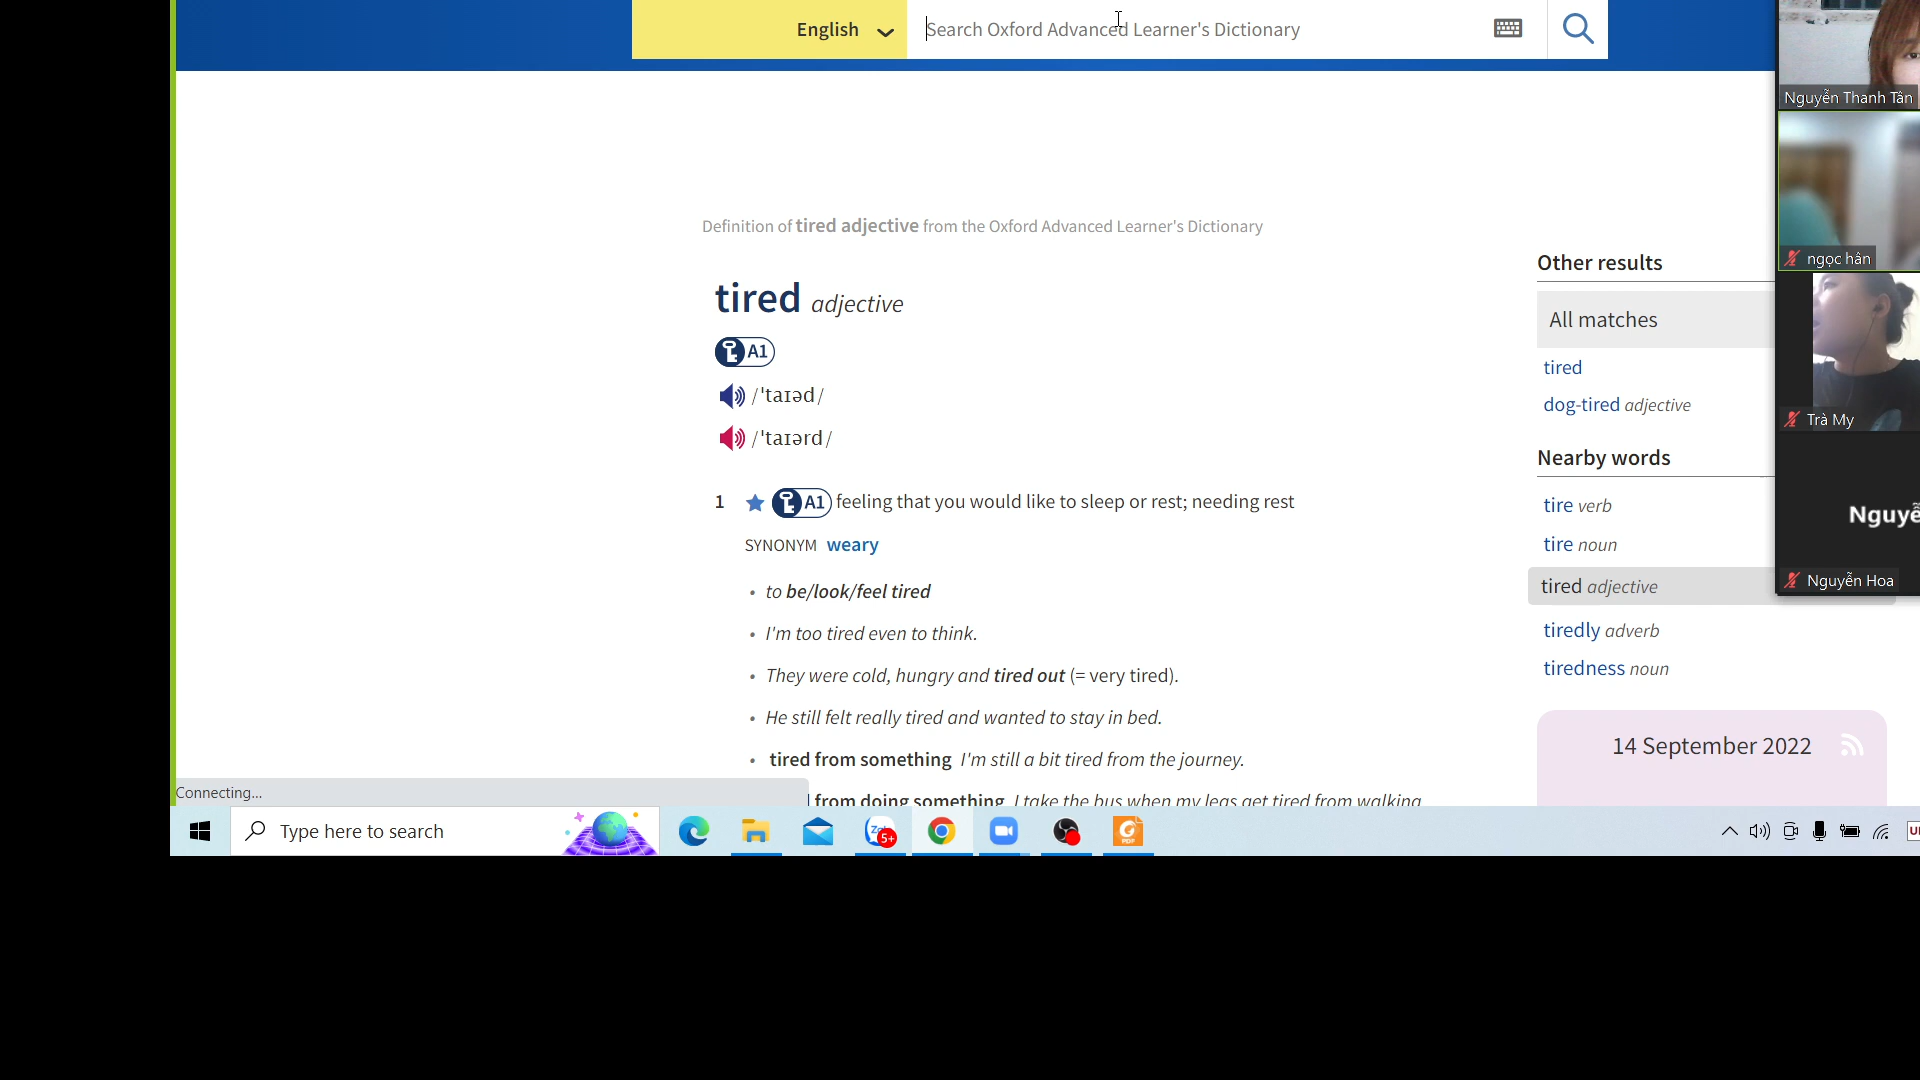 English
Search Oxford Advanced Learner's Dictionary
Nguyễn Thanh Tân
Definition of tired adjective from the Oxford Advanced Learner's Dictionary
ngọc hân
Other results
tired adjective
All matches
A1
tired
/ˈtaɪəd/
dog-tired adjective
Trà My
/ˈtaɪərd/
Nearby words
1 A1 feeling that you would like to sleep or rest; needing rest
tire verb
Nguyễ
SYNONYM weary
tire noun
• to be/look/feel tired
tired adjective
Nguyễn Hoa
• I'm too tired even to think.
tiredly adverb
• They were cold, hungry and tired out (= very tired).
tiredness noun
• He still felt really tired and wanted to stay in bed.
14 September 2022
• tired from something I'm still a bit tired from the journey.
Connecting...
from doing something I take the bus when my legs get tired from walking
Type here to search
5+
PDF